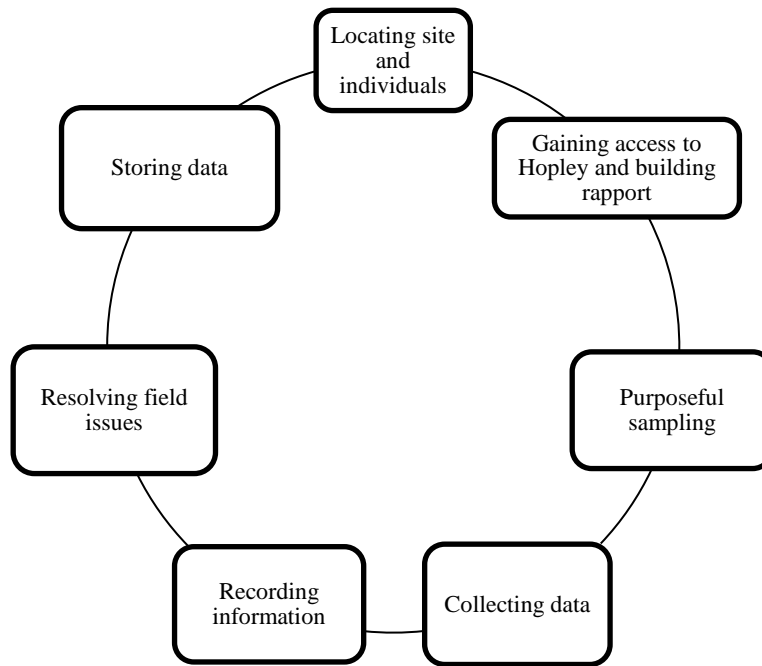 Locating site
and
individuals
Gaining access to
Hopley and building
rapport
Purposeful
sampling
Collecting data
Recording
information
Resolving field
issues
Storing data